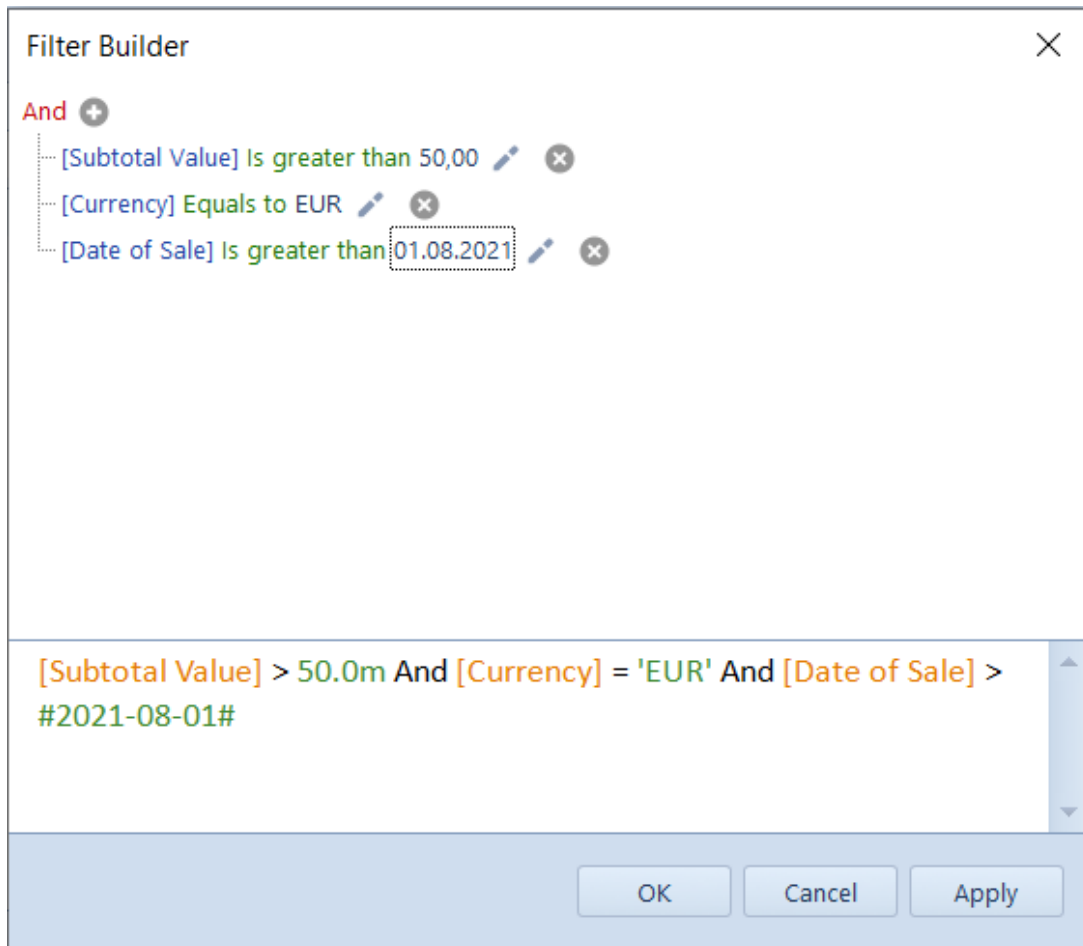 Filter Builder
And
[Subtotal Value] Is greater than 50,00
[Currency] Equals to EUR
[Date of Sale] Is greater than 01.08.2021
[Subtotal Value] > 50.0m And [Currency] = 'EUR' And [Date of Sale] >
#2021-08-01#
OK Cancel Apply